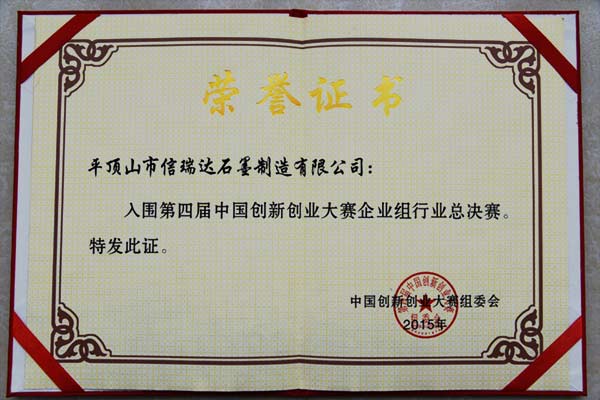 荣誉证书
平顶山市信瑞达石墨制造有限公司：
入围第四届中国创新创业大赛企业组行业总决赛。
特发此证。
中国创新创业大赛组委会
2015年